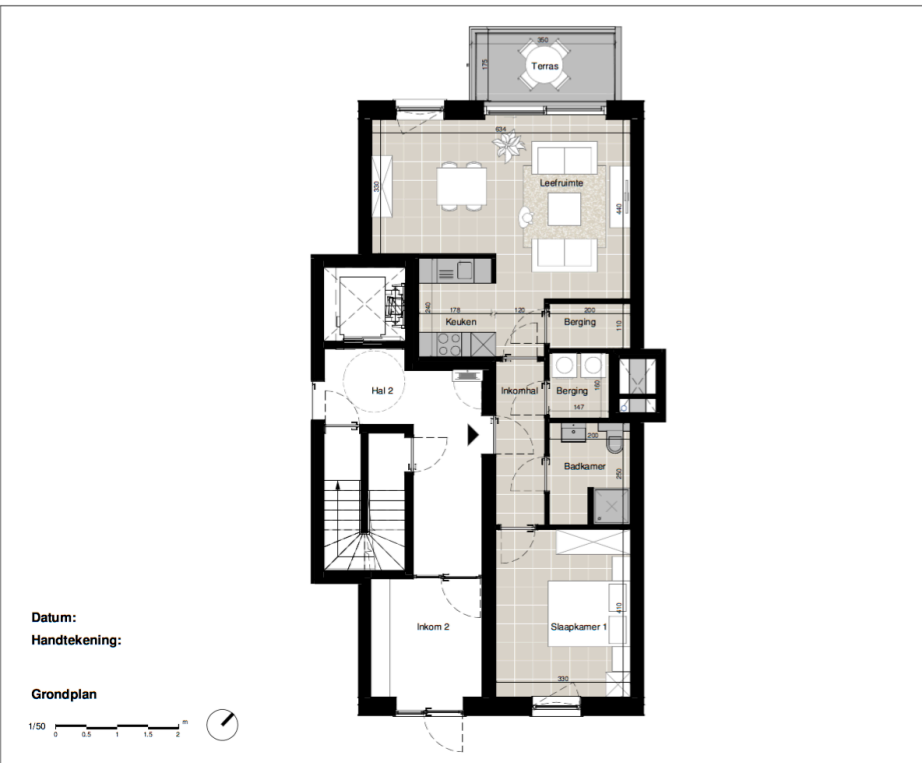 350
175
Terras
634
330
Leefruimte
440
240
178
120
200
Keuken
Berging
110
Hal 2
Inkomhal
Berging
160
147
200
Badkamer
250
410
Inkom 2
Slaapkamer 1
330
Datum:
Handtekening:
Grondplan
1/50
m
0 0.5 1 1.5 2